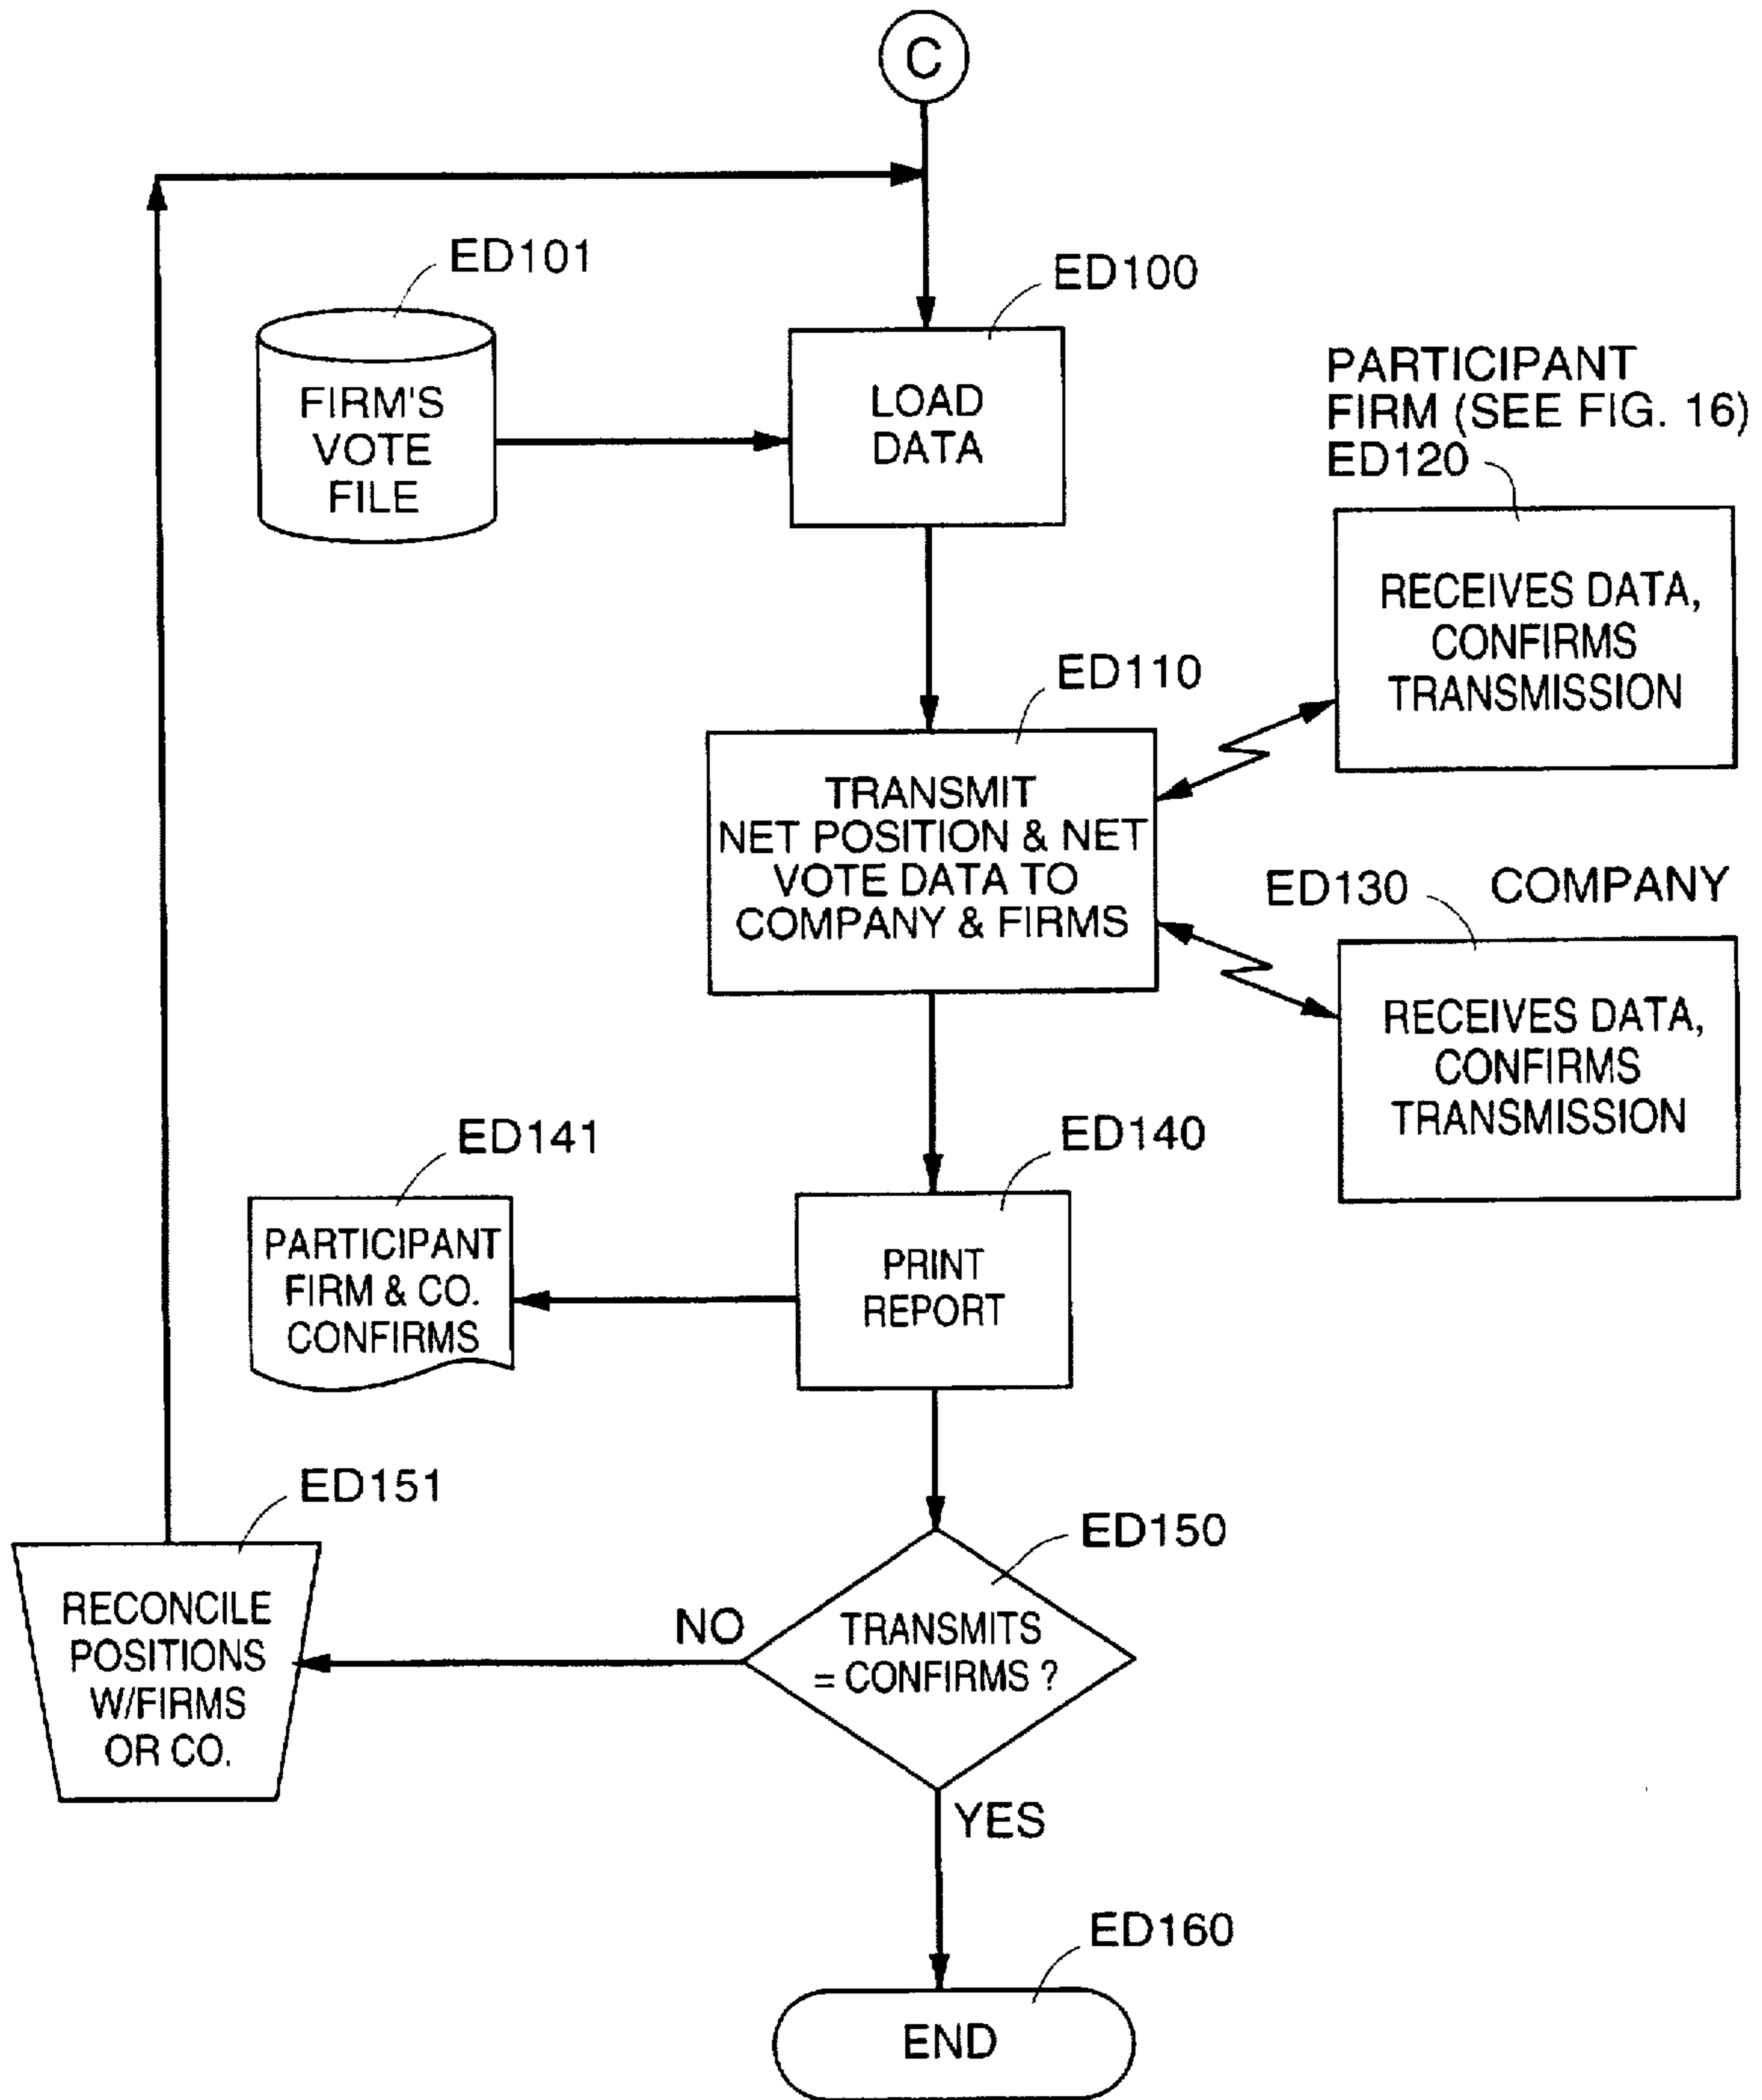 C
ED101
ED100
FIRM'S
VOTE
FILE
LOAD
DATA
PARTICIPANT
FIRM (SEE FIG. 16)
ED120
RECEIVES DATA,
CONFIRMS
TRANSMISSION
ED110
TRANSMIT
NET POSITION & NET
VOTE DATA TO
COMPANY & FIRMS
ED130 COMPANY
RECEIVES DATA,
CONFIRMS
TRANSMISSION
ED141
ED140
PARTICIPANT
FIRM & CO.
CONFIRMS
PRINT
REPORT
ED151
ED150
RECONCILE
POSITIONS
W/FIRMS
OR CO.
NO
TRANSMITS
= CONFIRMS ?
YES
ED160
END